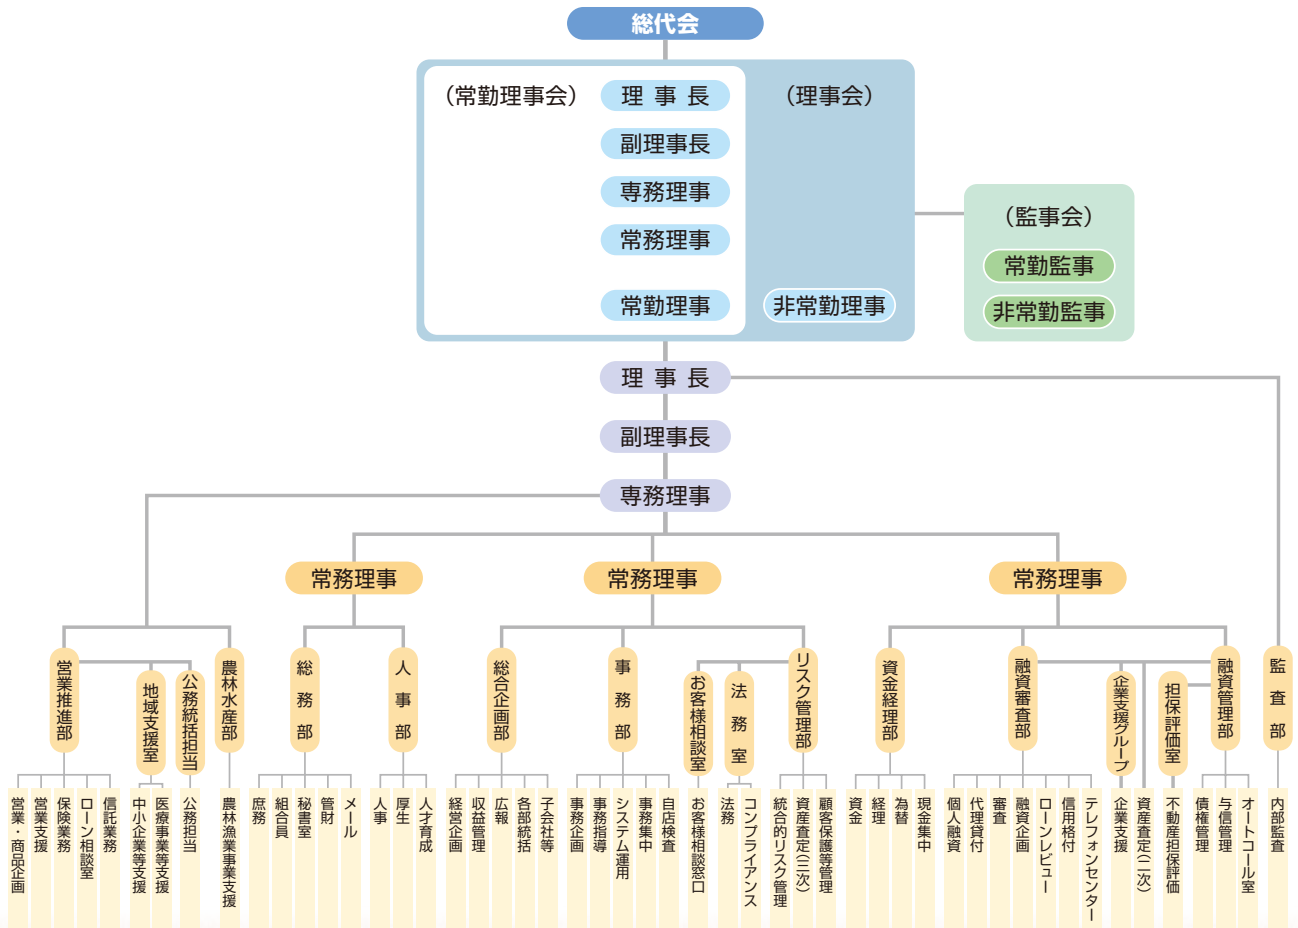 総代会
（常勤理事会）
理事長
副理事長
専務理事
常務理事
常勤理事
（理事会）
非常勤理事
（監事会）
常勤監事
非常勤監事
理事長
副理事長
専務理事
常務理事
常務理事
常務理事
営業推進部
地域支援室
公務統括担当
農林水産部
総務部
人事部
総合企画部
事務部
お客様相談室
法務室
リスク管理部
資金経理部
融資審査部
企業支援グループ
担保評価室
融資管理部
監査部
営業・商品企画
営業支援
保険業務
ローン相談室
信託業務
中小企業等支援
医療事業等支援
公務担当
農林漁業事業支援
庶務
組合員
秘書室
管財
メール
人事
厚生
人才育成
経営企画
収益管理
広報
各部統括
子会社等
事務企画
事務指導
システム運用
事務集中
自店検査
お客様相談窓口
法務
コンプライアンス
統合的リスク管理
資産査定（三次）
顧客保護等管理
資金
経理
為替
現金集中
個人融資
代理貸付
審査
融資企画
ローンレビュー
信用格付
テレフォンセンター
企業支援
資産査定（二次）
不動産担保評価
債権管理
与信管理
オートコール室
内部監査